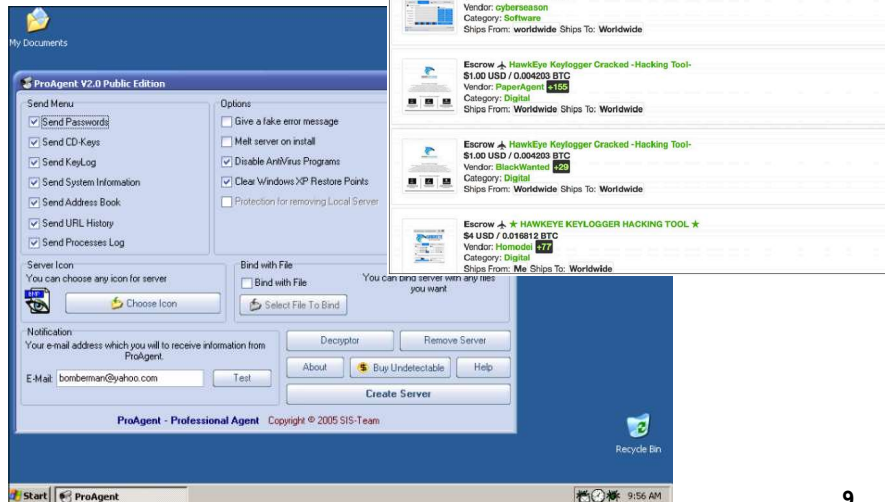 My Documents
ProAgent V2.0 Public Edition
Send Menu
Send Passwords
Send CD-Keys
Send KeyLog
Send System Information
Send Address Book
Send URL History
Send Processes Log
Options
Give a fake error message
Melt server on install
Disable AntiVirus Programs
Clear Windows XP Restore Points
Protection for removing Local Server
Server Icon
You can choose any icon for server
Choose Icon
Bind with File
Bind with File
You can bind server with any files
you want
Select File To Bind
Notification
Your e-mail address which you will to receive information from
ProAgent.
E-Mail: bomberman@yahoo.com
Test
Decryptor
Remove Server
About
Buy Undetectable
Help
Create Server
ProAgent - Professional Agent Copyright © 2005 SIS-Team
Recycle Bin
Start
ProAgent
9:56 AM
Vendor: cyberseason
Category: Software
Ships From: worldwide Ships To: Worldwide
Escrow HawkEye Keylogger Cracked -Hacking Tool-
$1.00 USD / 0.004203 BTC
Vendor: PaperAgent +155
Category: Digital
Ships From: Worldwide Ships To: Worldwide
Escrow HawkEye Keylogger Cracked -Hacking Tool-
$1.00 USD / 0.004203 BTC
Vendor: BlackWanted +29
Category: Digital
Ships From: Worldwide Ships To: Worldwide
Escrow ★ HAWKEYE KEYLOGGER HACKING TOOL ★
$4 USD / 0.016812 BTC
Vendor: Homodei +77
Category: Digital
Ships From: Me Ships To: Worldwide
9